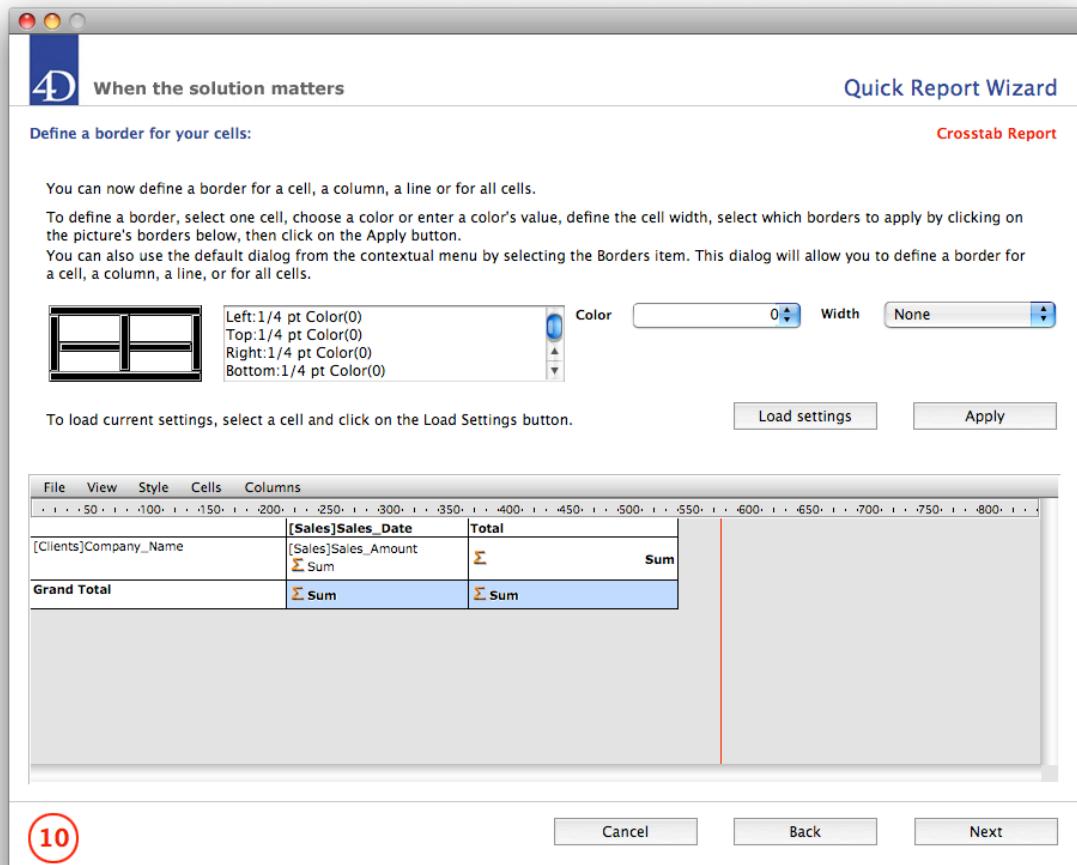 4D When the solution matters
Quick Report Wizard
Define a border for your cells:
Crosstab Report
You can now define a border for a cell, a column, a line or for all cells.
To define a border, select one cell, choose a color or enter a color's value, define the cell width, select which borders to apply by clicking on
the picture's borders below, then click on the Apply button.
You can also use the default dialog from the contextual menu by selecting the Borders item. This dialog will allow you to define a border for
a cell, a column, a line, or for all cells.
Left:1/4 pt Color(0)
Top:1/4 pt Color(0)
Right:1/4 pt Color(0)
Bottom:1/4 pt Color(0)
Color 0 Width None
To load current settings, select a cell and click on the Load Settings button.
Load settings Apply
File View Style Cells Columns
50 100 150 200 250 300 350 400 450 500 550 600 650 700 750 800
[Sales]Sales_Date Total
[Clients]Company_Name
[Sales]Sales_Amount
Σ Sum
Σ Sum
Grand Total Σ Sum Σ Sum
10 Cancel Back Next